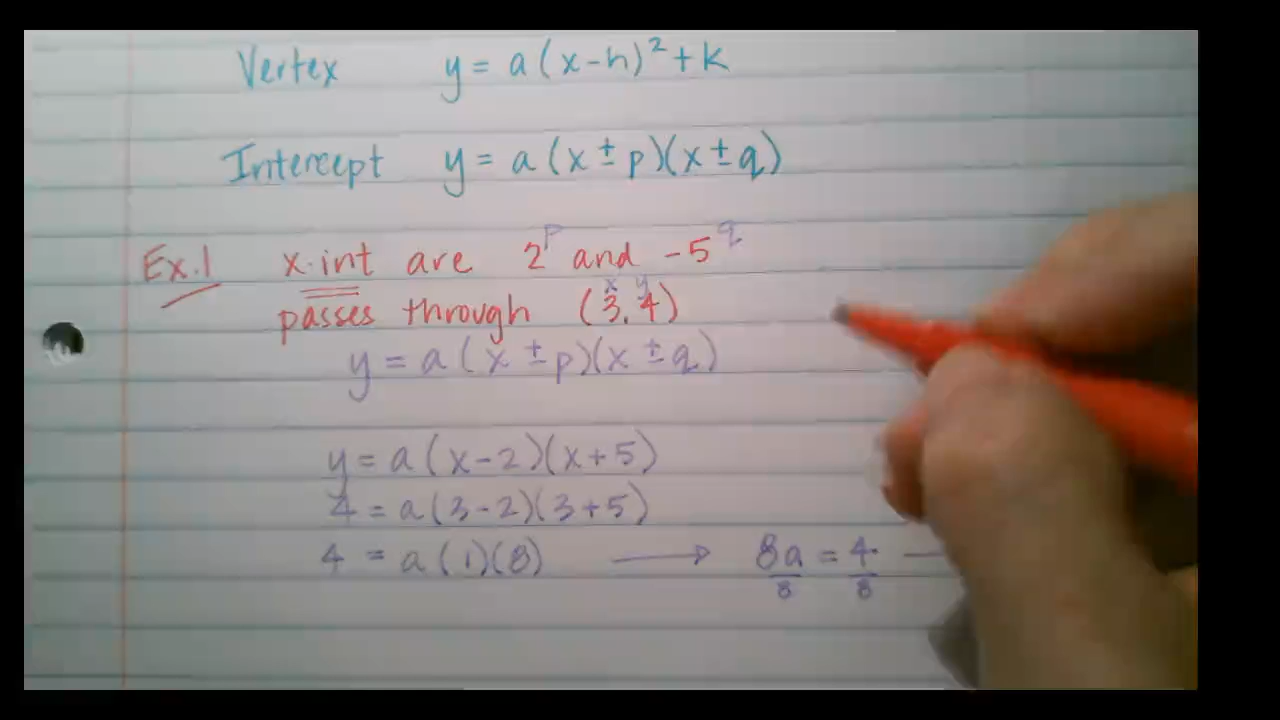 Vertex y = a(x-h)²+k
Intercept y = a(x±p)(x±q)
Ex.1 x-int are 2ᵖ and -5^q
x y
passes through (3,4)
y = a(x±p)(x±q)
y = a(x-2)(x+5)
4 = a(3-2)(3+5)
4 = a(1)(8) → 8a/8 = 4/8 —